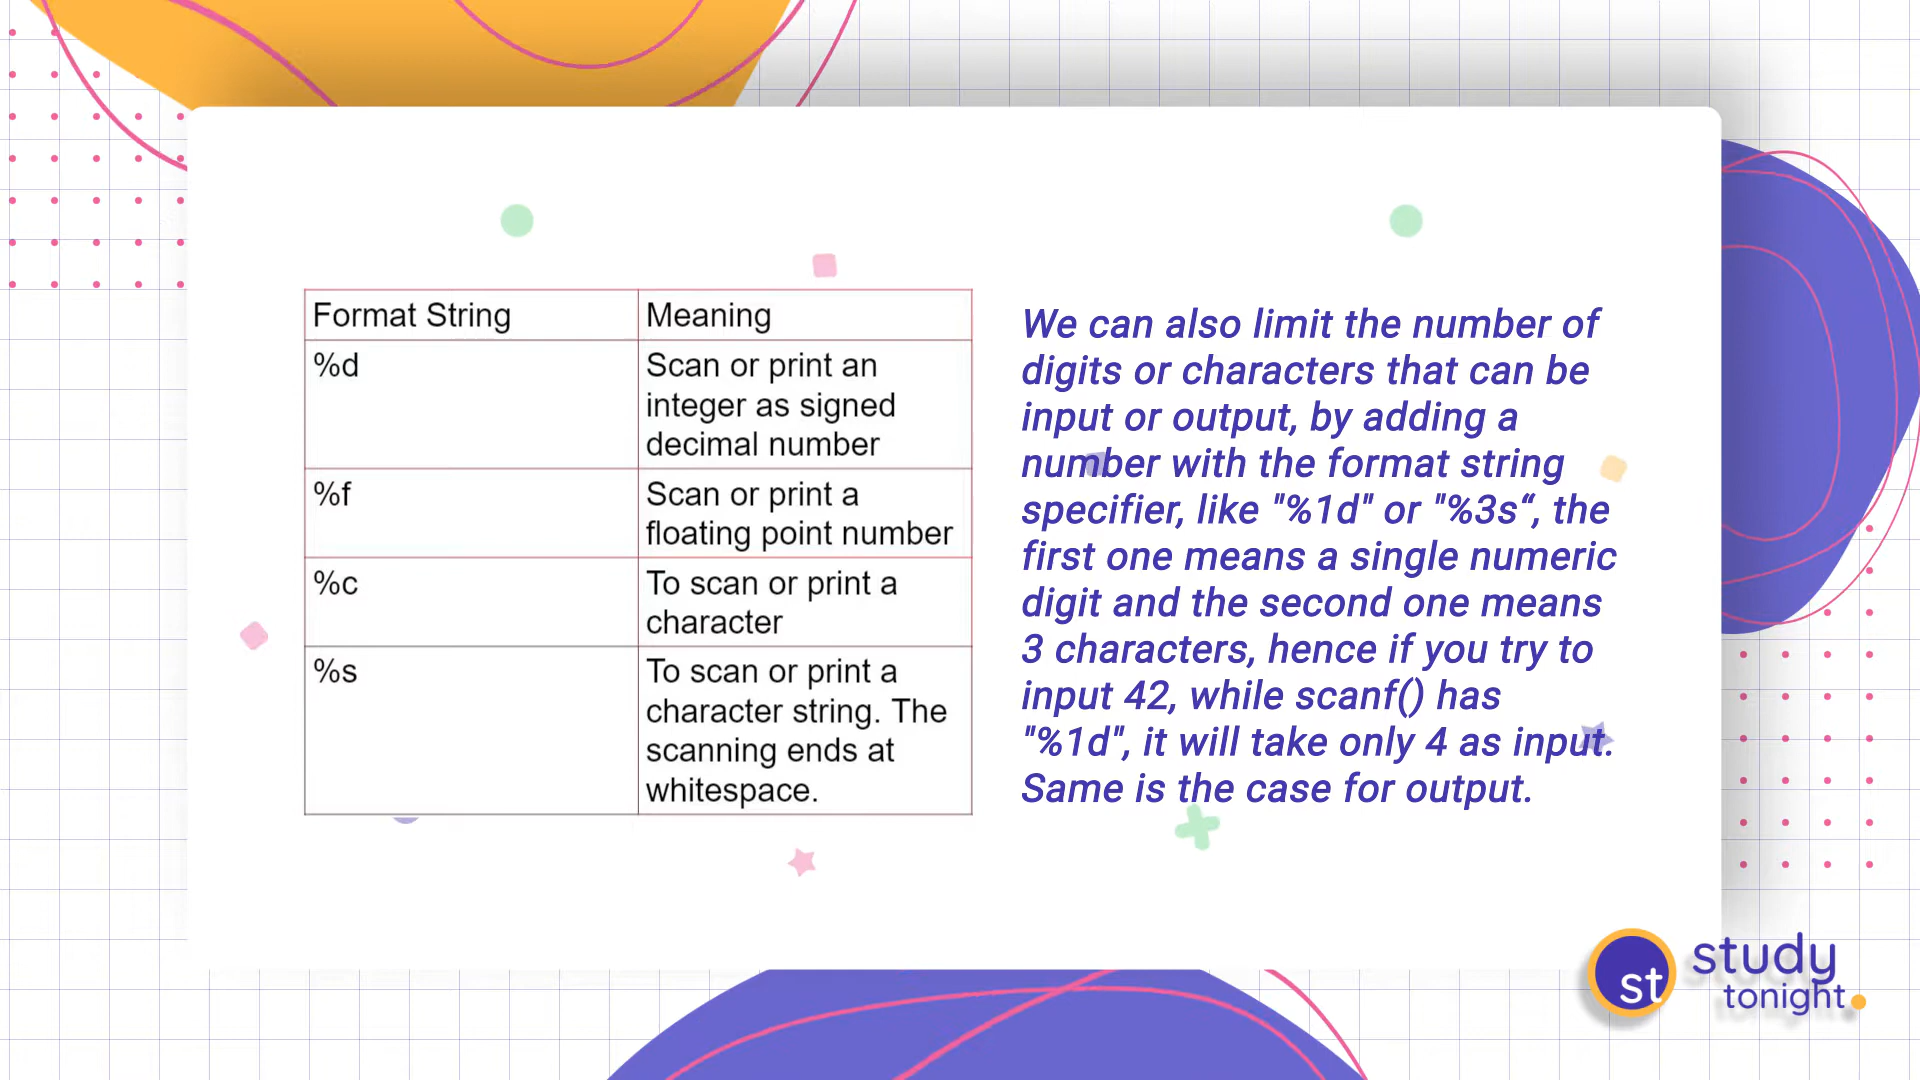 Format String
Meaning
%d
Scan or print an
integer as signed
decimal number
%f
Scan or print a
floating point number
%c
To scan or print a
character
%s
To scan or print a
character string. The
scanning ends at
whitespace.
We can also limit the number of
digits or characters that can be
input or output, by adding a
number with the format string
specifier, like "%1d" or "%3s“, the
first one means a single numeric
digit and the second one means
3 characters, hence if you try to
input 42, while scanf() has
"%1d", it will take only 4 as input.
Same is the case for output.
st
study
tonight